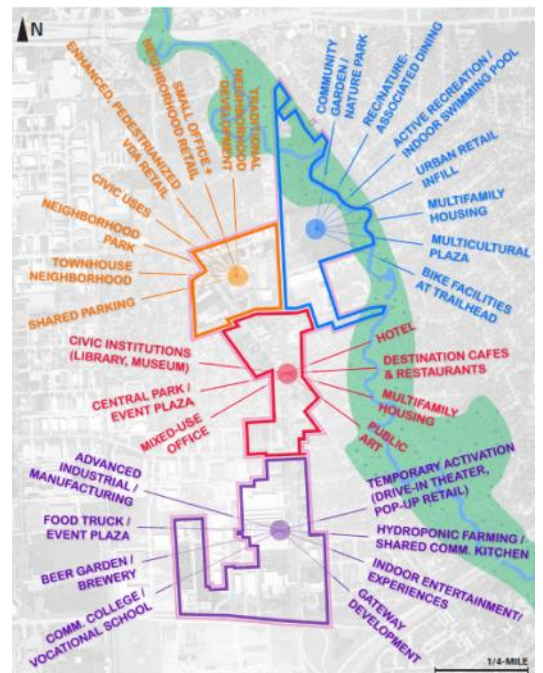 N
TRADITIONAL
NEIGHBORHOOD
DEVELOPMENT
SMALL OFFICE +
NEIGHBORHOOD RETAIL
ENHANCED, PEDESTRIANIZED
VBA RETAIL
CIVIC USES
NEIGHBORHOOD
PARK
TOWNHOUSE
NEIGHBORHOOD
SHARED PARKING
COMMUNITY
GARDEN /
NATURE PARK
REC/NATURE-
ASSOCIATED DINING
ACTIVE RECREATION /
INDOOR SWIMMING POOL
URBAN RETAIL
INFILL
MULTIFAMILY
HOUSING
MULTICULTURAL
PLAZA
BIKE FACILITIES
AT TRAILHEAD
CIVIC INSTITUTIONS
(LIBRARY, MUSEUM)
CENTRAL PARK /
EVENT PLAZA
MIXED-USE
OFFICE
HOTEL
DESTINATION CAFES
& RESTAURANTS
MULTIFAMILY
HOUSING
PUBLIC
ART
ADVANCED
INDUSTRIAL /
MANUFACTURING
FOOD TRUCK /
EVENT PLAZA
BEER GARDEN /
BREWERY
COMM. COLLEGE /
VOCATIONAL SCHOOL
TEMPORARY ACTIVATION
(DRIVE-IN THEATER,
POP-UP RETAIL)
HYDROPONIC FARMING /
SHARED COMM. KITCHEN
INDOOR ENTERTAINMENT/
EXPERIENCES
GATEWAY
DEVELOPMENT
1/4-MILE